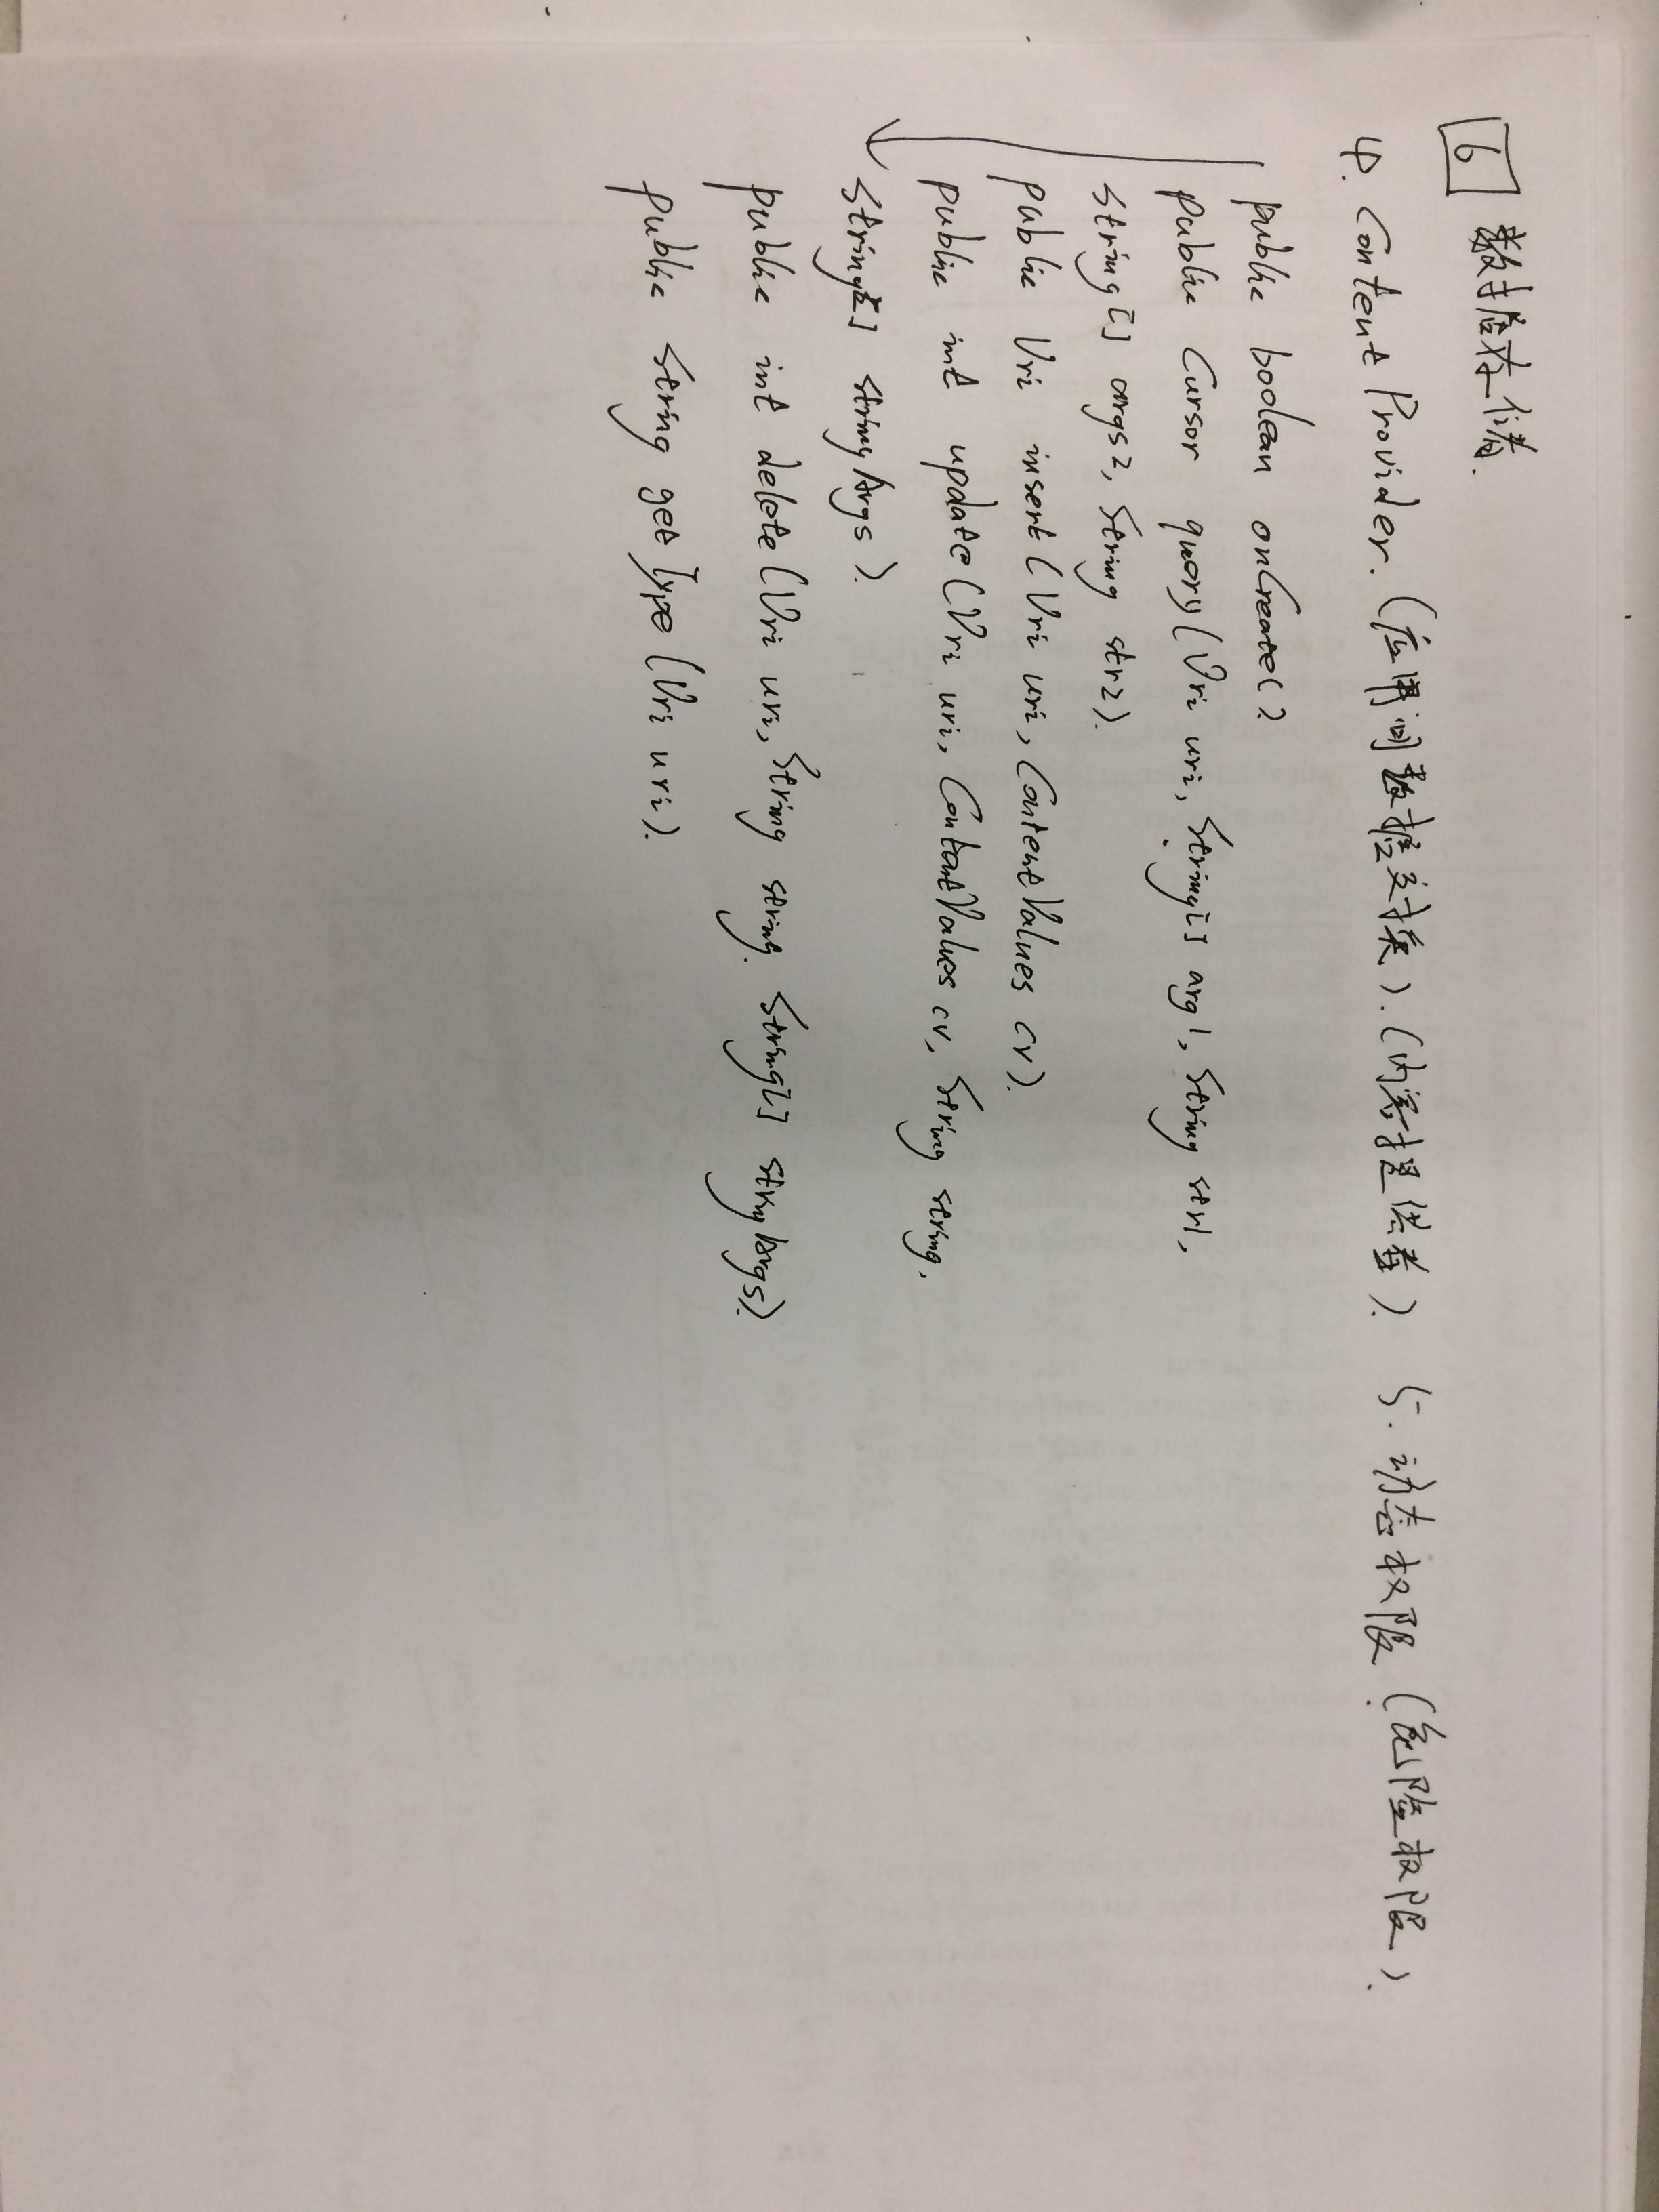 6 数据存储.
4. Content Provider. (应用间数据交换). (内容提供者). 5. 动态权限 (危险权限).
public boolean onCreate()
public Cursor query(Uri uri, String[] arg1, String str1,
String[] args2, String str2).
public Uri insert(Uri uri, ContentValues cv).
public int update(Uri uri, ContentValues cv, String string,
String[] stringArgs).
public int delete(Uri uri, String string, String[] stringArgs).
public String getType(Uri uri).